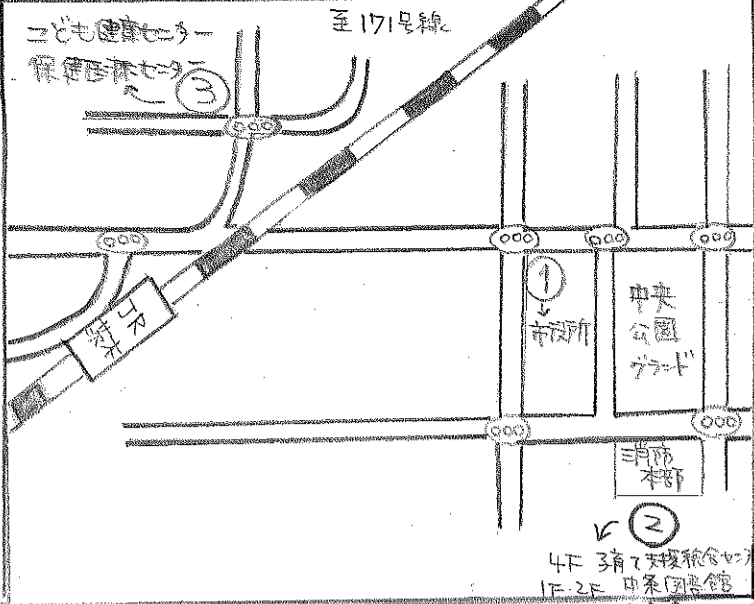 至171号線
こども健康センター
保健医療センター
③
①
市役所
中央
公園
グランド
JR
茨木
消防
本部
②
4F 子育て支援総合センター
1F・2F 中条図書館